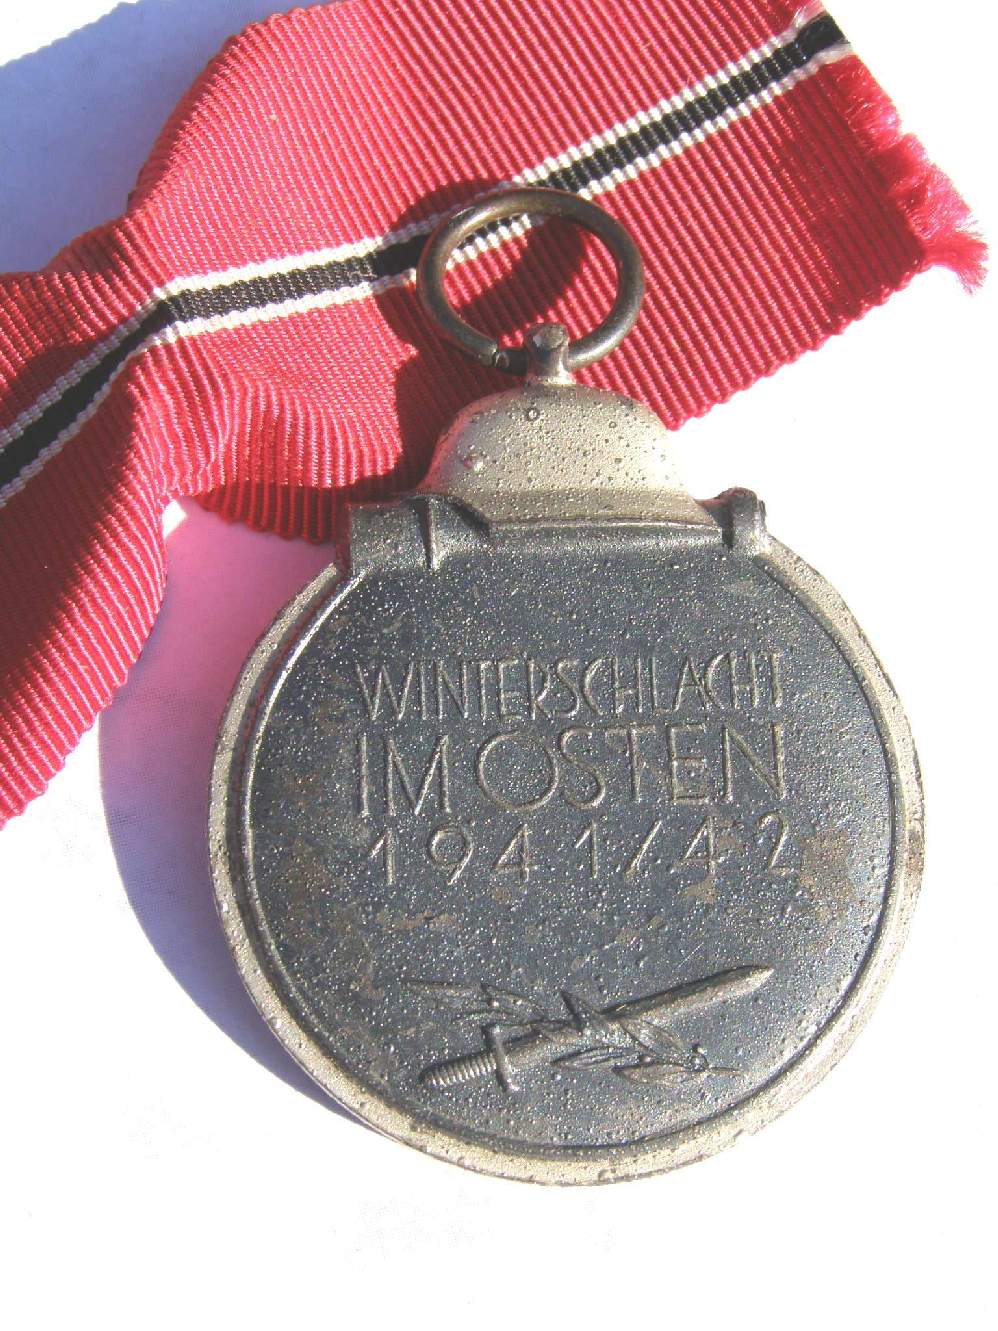 WINTERSCHLACHT
IM OSTEN
1941/42